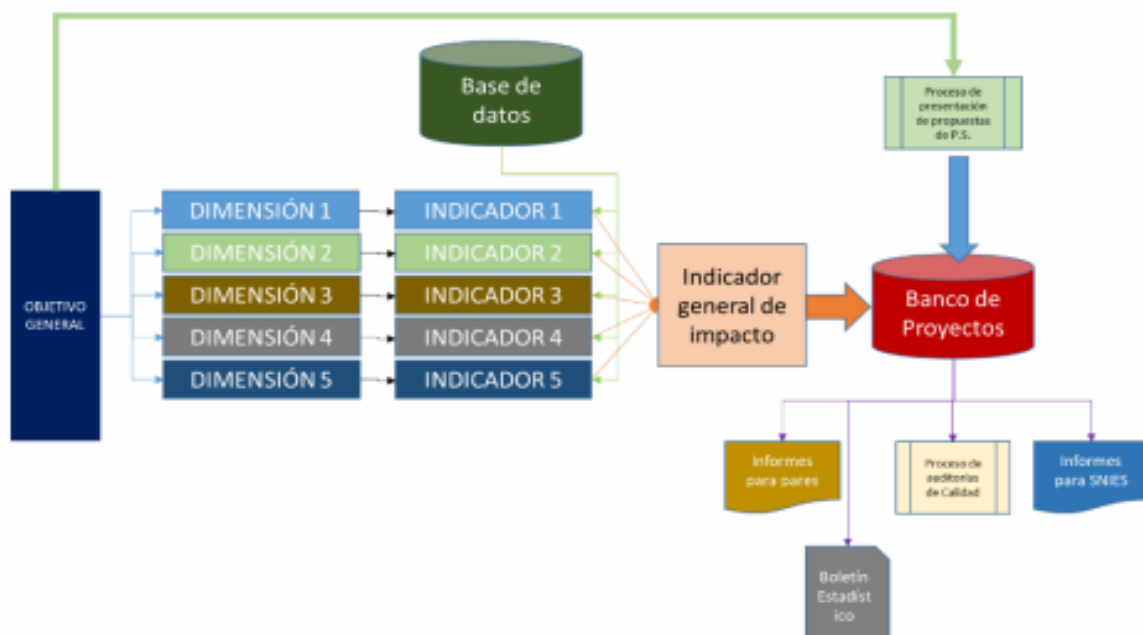 Base de
datos
Proceso de
presentación
de propuestas
de P.S.
OBJETIVO
GENERAL
DIMENSIÓN 1
INDICADOR 1
DIMENSIÓN 2
INDICADOR 2
DIMENSIÓN 3
INDICADOR 3
DIMENSIÓN 4
INDICADOR 4
DIMENSIÓN 5
INDICADOR 5
Indicador
general de
impacto
Banco de
Proyectos
Informes
para pares
Proceso de
auditorías
de Calidad
Informes
para SNIES
Boletín
Estadíst
ico